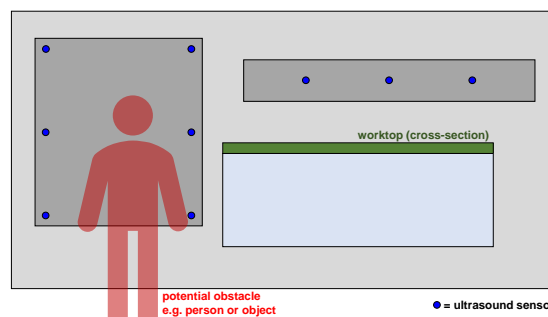 worktop (cross-section)
potential obstacle
e.g. person or object
= ultrasound senso